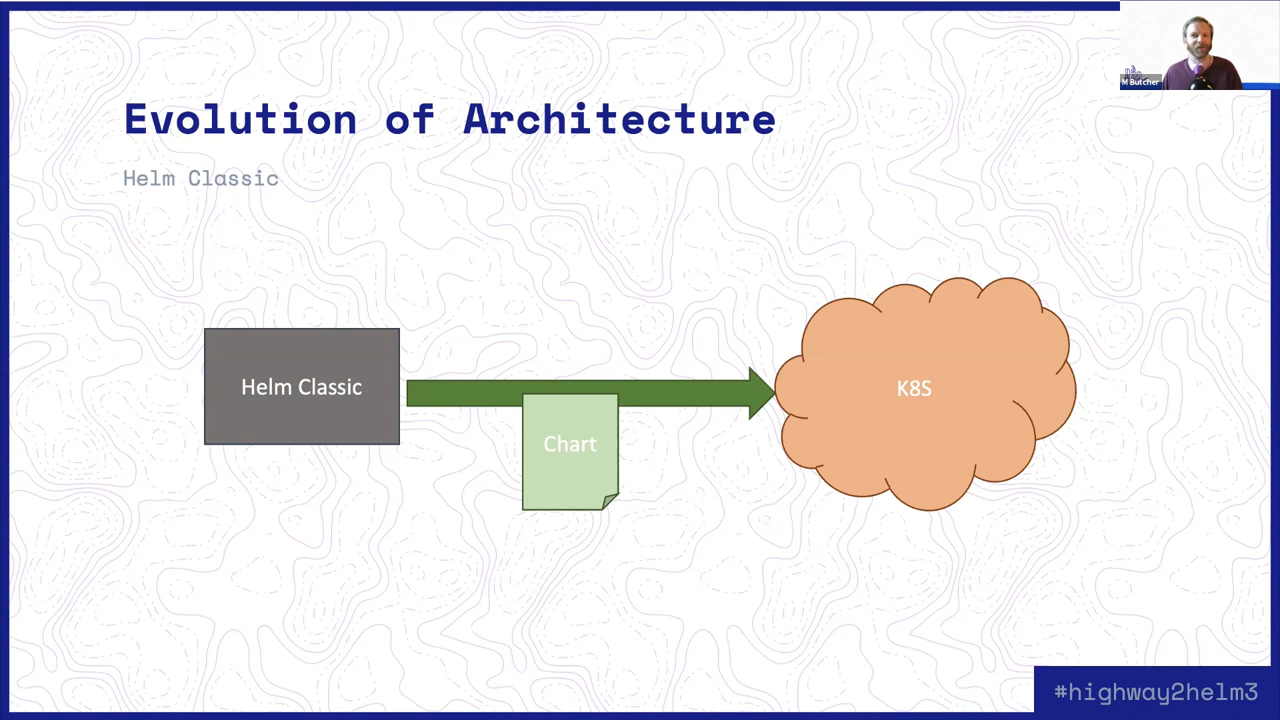 M Butcher
Evolution of Architecture
Helm Classic
Helm Classic
Chart
K8S
#highway2helm3